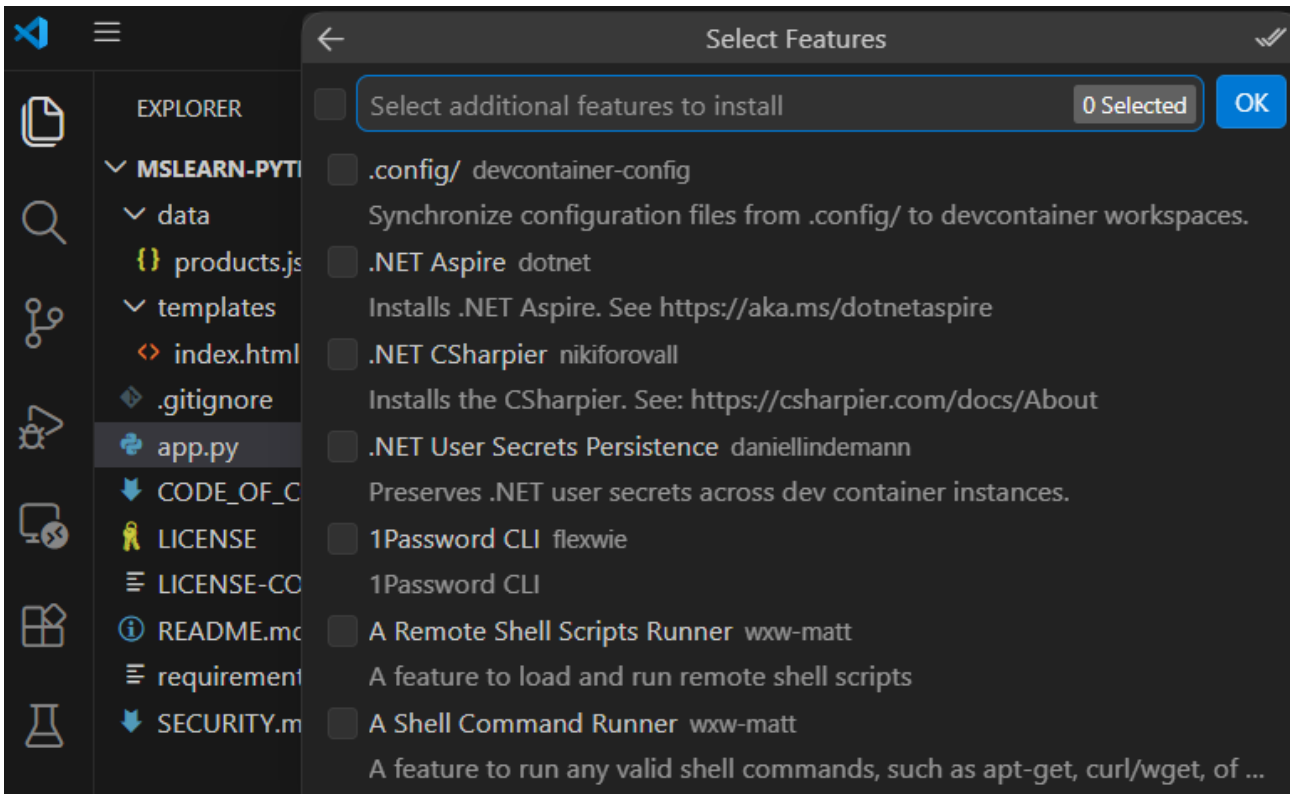 Select Features
Select additional features to install
0 Selected
OK
EXPLORER
MSLEARN-PYT
data
{} products.js
templates
<> index.html
.gitignore
app.py
CODE_OF_C
LICENSE
LICENSE-CO
README.m
requirement
SECURITY.m
.config/ devcontainer-config
Synchronize configuration files from .config/ to devcontainer workspaces.
.NET Aspire dotnet
Installs .NET Aspire. See https://aka.ms/dotnetaspire
.NET CSharpier nikiforovall
Installs the CSharpier. See: https://csharpier.com/docs/About
.NET User Secrets Persistence daniellindemann
Preserves .NET user secrets across dev container instances.
1Password CLI flexwie
1Password CLI
A Remote Shell Scripts Runner wxw-matt
A feature to load and run remote shell scripts
A Shell Command Runner wxw-matt
A feature to run any valid shell commands, such as apt-get, curl/wget, of ...